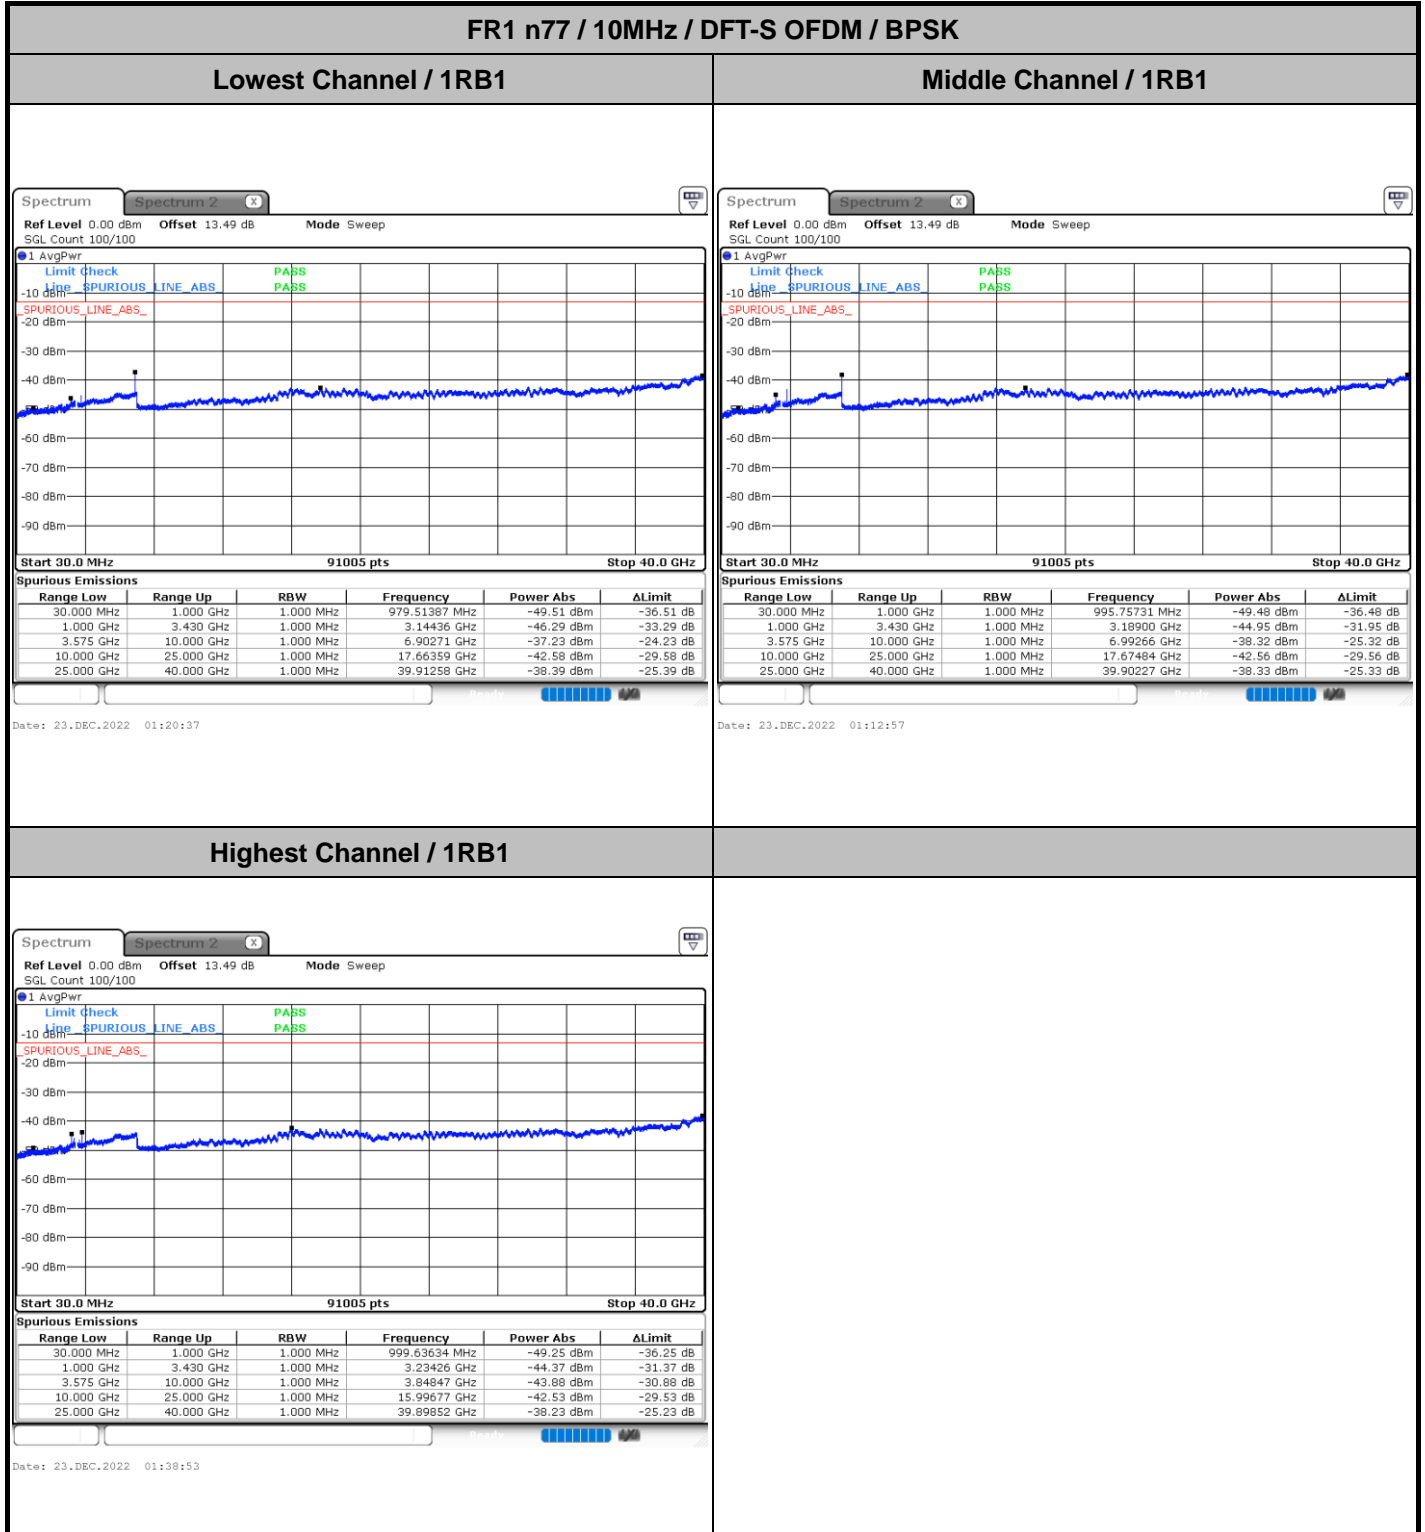 FR1 n77 / 10MHz / DFT-S OFDM / BPSK
Lowest Channel / 1RB1
Middle Channel / 1RB1
Spectrum
Spectrum 2
X
Ref Level 0.00 dBm Offset 13.49 dB Mode Sweep
SGL Count 100/100
1 AvgPwr
Limit Check PASS
Line _SPURIOUS_LINE_ABS_ PASS
-10 dBm
_SPURIOUS_LINE_ABS_
-20 dBm
-30 dBm
-40 dBm
-60 dBm
-70 dBm
-80 dBm
-90 dBm
Start 30.0 MHz 91005 pts Stop 40.0 GHz
Spurious Emissions
Range Low Range Up RBW Frequency Power Abs ΔLimit
30.000 MHz 1.000 GHz 1.000 MHz 979.51387 MHz -49.51 dBm -36.51 dB
1.000 GHz 3.430 GHz 1.000 MHz 3.14436 GHz -46.29 dBm -33.29 dB
3.575 GHz 10.000 GHz 1.000 MHz 6.90271 GHz -37.23 dBm -24.23 dB
10.000 GHz 25.000 GHz 1.000 MHz 17.66359 GHz -42.58 dBm -29.58 dB
25.000 GHz 40.000 GHz 1.000 MHz 39.91258 GHz -38.39 dBm -25.39 dB
Date: 23.DEC.2022 01:20:37
Spectrum
Spectrum 2
X
Ref Level 0.00 dBm Offset 13.49 dB Mode Sweep
SGL Count 100/100
1 AvgPwr
Limit Check PASS
Line _SPURIOUS_LINE_ABS_ PASS
-10 dBm
_SPURIOUS_LINE_ABS_
-20 dBm
-30 dBm
-40 dBm
-60 dBm
-70 dBm
-80 dBm
-90 dBm
Start 30.0 MHz 91005 pts Stop 40.0 GHz
Spurious Emissions
Range Low Range Up RBW Frequency Power Abs ΔLimit
30.000 MHz 1.000 GHz 1.000 MHz 995.75731 MHz -49.48 dBm -36.48 dB
1.000 GHz 3.430 GHz 1.000 MHz 3.18900 GHz -44.95 dBm -31.95 dB
3.575 GHz 10.000 GHz 1.000 MHz 6.99266 GHz -38.32 dBm -25.32 dB
10.000 GHz 25.000 GHz 1.000 MHz 17.67484 GHz -42.56 dBm -29.56 dB
25.000 GHz 40.000 GHz 1.000 MHz 39.90227 GHz -38.33 dBm -25.33 dB
Date: 23.DEC.2022 01:12:57
Highest Channel / 1RB1
Spectrum
Spectrum 2
X
Ref Level 0.00 dBm Offset 13.49 dB Mode Sweep
SGL Count 100/100
1 AvgPwr
Limit Check PASS
Line _SPURIOUS_LINE_ABS_ PASS
-10 dBm
_SPURIOUS_LINE_ABS_
-20 dBm
-30 dBm
-40 dBm
-60 dBm
-70 dBm
-80 dBm
-90 dBm
Start 30.0 MHz 91005 pts Stop 40.0 GHz
Spurious Emissions
Range Low Range Up RBW Frequency Power Abs ΔLimit
30.000 MHz 1.000 GHz 1.000 MHz 999.63634 MHz -49.25 dBm -36.25 dB
1.000 GHz 3.430 GHz 1.000 MHz 3.23426 GHz -44.37 dBm -31.37 dB
3.575 GHz 10.000 GHz 1.000 MHz 3.84847 GHz -43.88 dBm -30.88 dB
10.000 GHz 25.000 GHz 1.000 MHz 15.99677 GHz -42.53 dBm -29.53 dB
25.000 GHz 40.000 GHz 1.000 MHz 39.89852 GHz -38.23 dBm -25.23 dB
Date: 23.DEC.2022 01:38:53